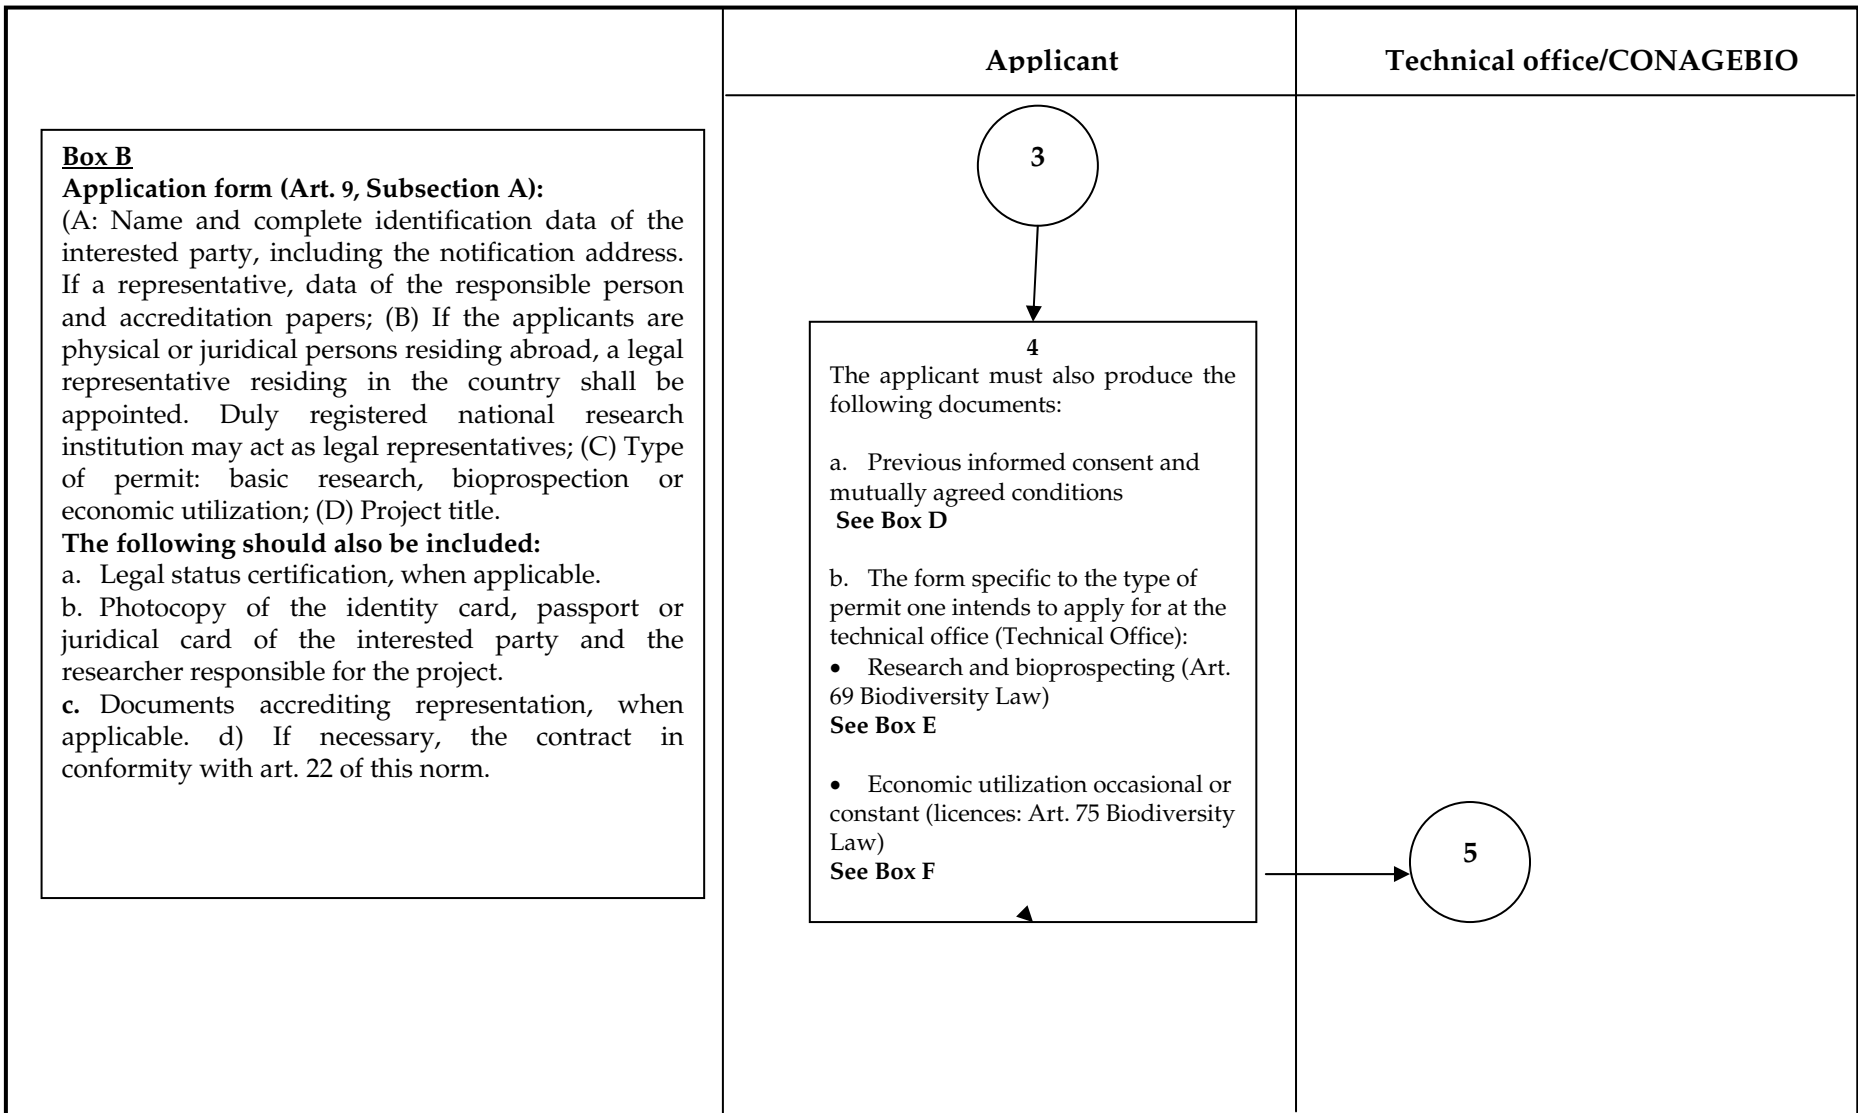 Applicant
Technical office/CONAGEBIO
Box B
Application form (Art. 9, Subsection A):
(A: Name and complete identification data of the
interested party, including the notification address.
If a representative, data of the responsible person
and accreditation papers; (B) If the applicants are
physical or juridical persons residing abroad, a legal
representative residing in the country shall be
appointed. Duly registered national research
institution may act as legal representatives; (C) Type
of permit: basic research, bioprospection or
economic utilization; (D) Project title.
The following should also be included:
a. Legal status certification, when applicable.
b. Photocopy of the identity card, passport or
juridical card of the interested party and the
researcher responsible for the project.
c. Documents accrediting representation, when
applicable. d) If necessary, the contract in
conformity with art. 22 of this norm.
3
4
The applicant must also produce the
following documents:
a. Previous informed consent and
mutually agreed conditions
See Box D
b. The form specific to the type of
permit one intends to apply for at the
technical office (Technical Office):
• Research and bioprospecting (Art.
69 Biodiversity Law)
See Box E
• Economic utilization occasional or
constant (licences: Art. 75 Biodiversity
Law)
See Box F
5